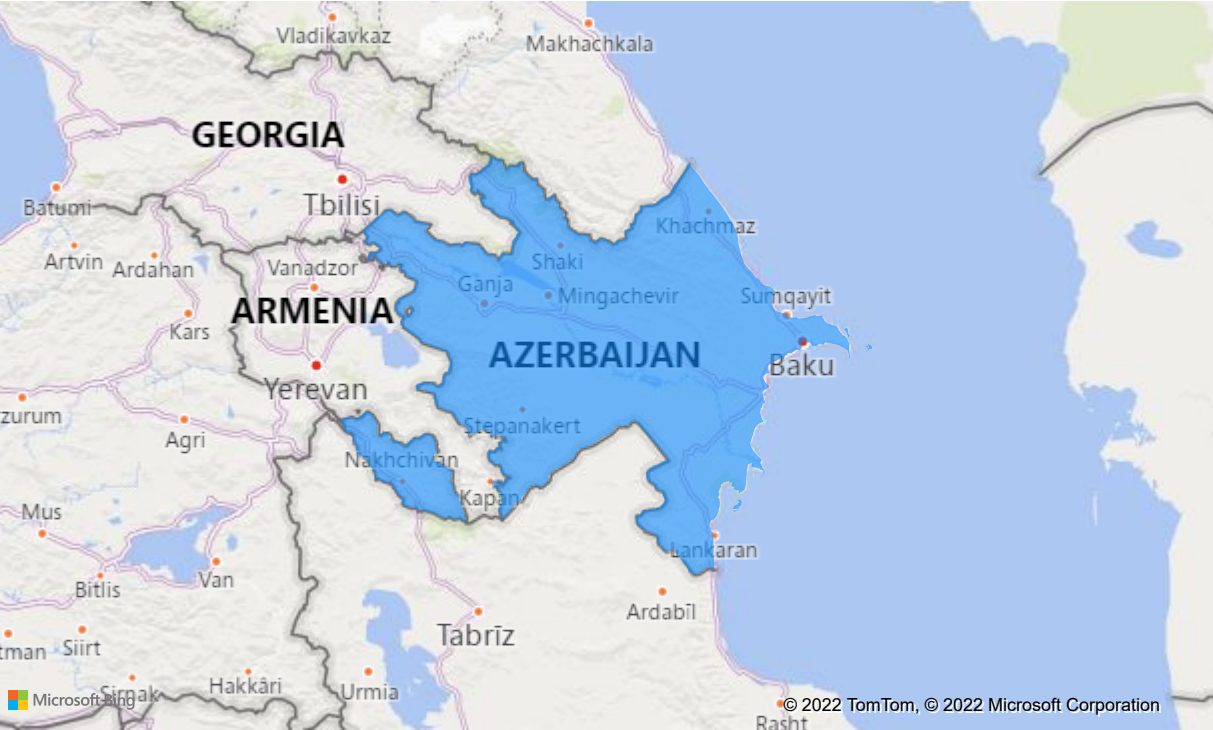 Vladikavkaz
Makhachkala
GEORGIA
Tbilisi
Batumi
Khachmaz
Artvin
Ardahan
Vanadzor
Shaki
Ganja
Mingachevir
Sumqayit
ARMENIA
Kars
AZERBAIJAN
Baku
Yerevan
zurum
Stepanakert
Agri
Nakhchivan
Kapan
Mus
Lankaran
Van
Bitlis
Ardabīl
Tabrīz
tman
Siirt
Hakkâri
Urmia
Sirnak
Microsoft Bing
© 2022 TomTom, © 2022 Microsoft Corporation
Rasht